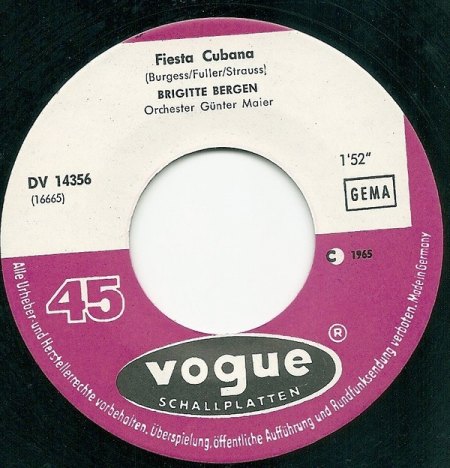 Fiesta Cubana
(Burgess/Fuller/Strauss)
BRIGITTE BERGEN
Orchester Günter Maier
DV 14356
(16665)
1'52"
GEMA
C 1965
45
®
vogue
SCHALLPLATTEN
Alle Urheber-und Herstellerrechte vorbehalten. Überspielung, öffentliche Aufführung und Rundfunksendung verboten. Made in Germany